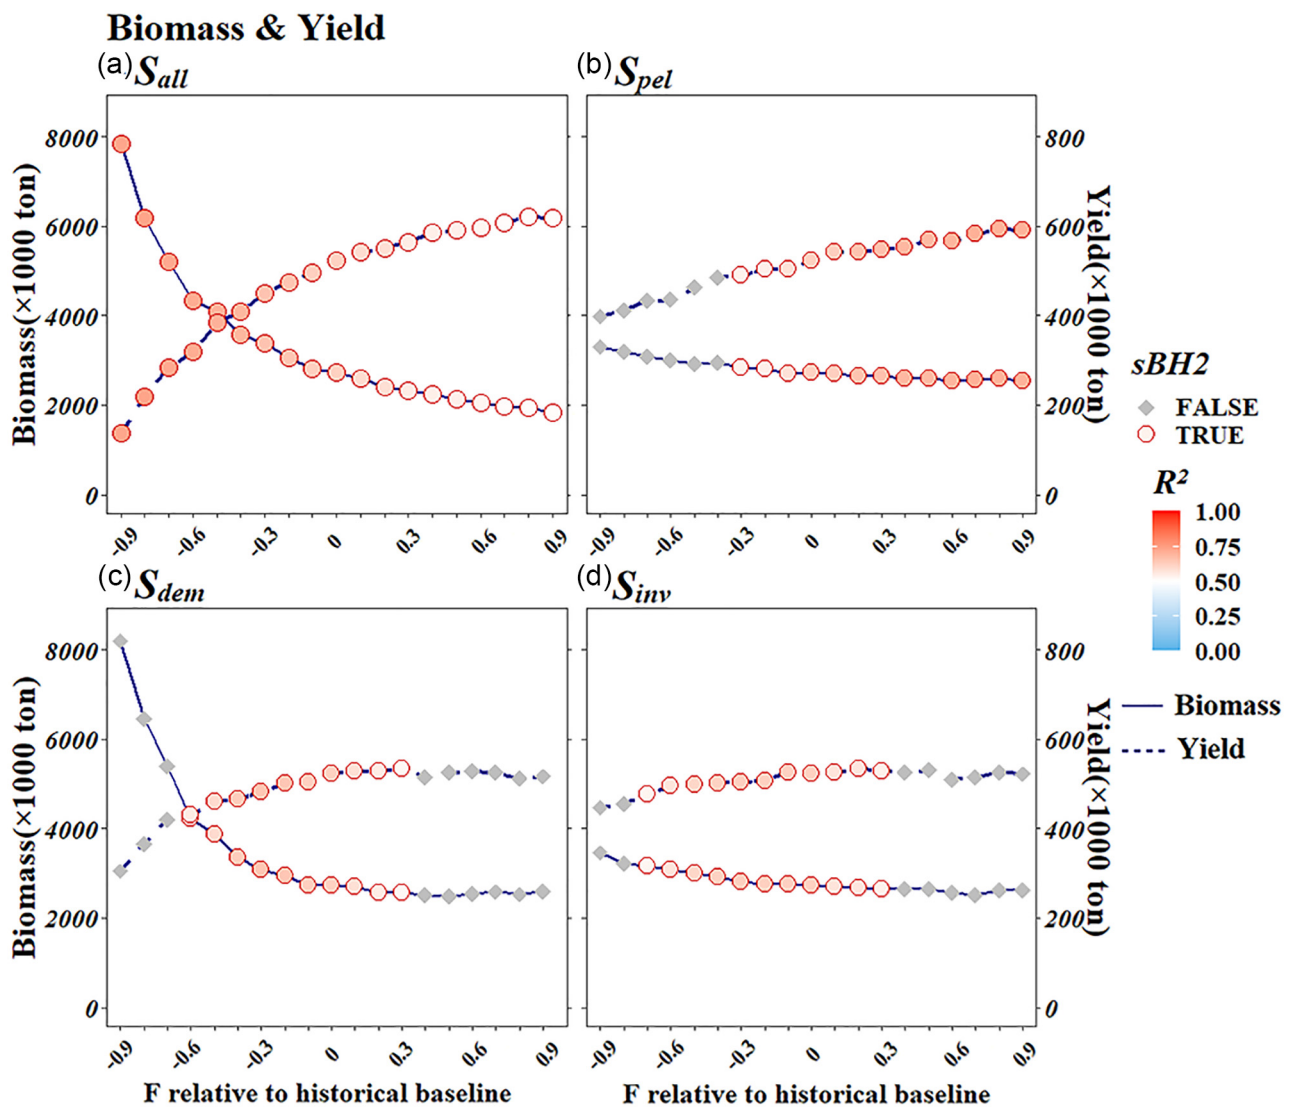 Biomass & Yield
(a) Sall
(b) Spel
Biomass(×1000 ton)
8000
6000
4000
2000
0
-0.9 -0.6 -0.3 0 0.3 0.6 0.9
800
600
400
200
0
Yield(×1000 ton)
-0.9 -0.6 -0.3 0 0.3 0.6 0.9
sBH2
FALSE
TRUE
R²
1.00
0.75
0.50
0.25
0.00
Biomass
Yield
(c) Sdem
(d) Sinv
Biomass(×1000 ton)
8000
6000
4000
2000
0
-0.9 -0.6 -0.3 0 0.3 0.6 0.9
F relative to historical baseline
800
600
400
200
0
Yield(×1000 ton)
-0.9 -0.6 -0.3 0 0.3 0.6 0.9
F relative to historical baseline